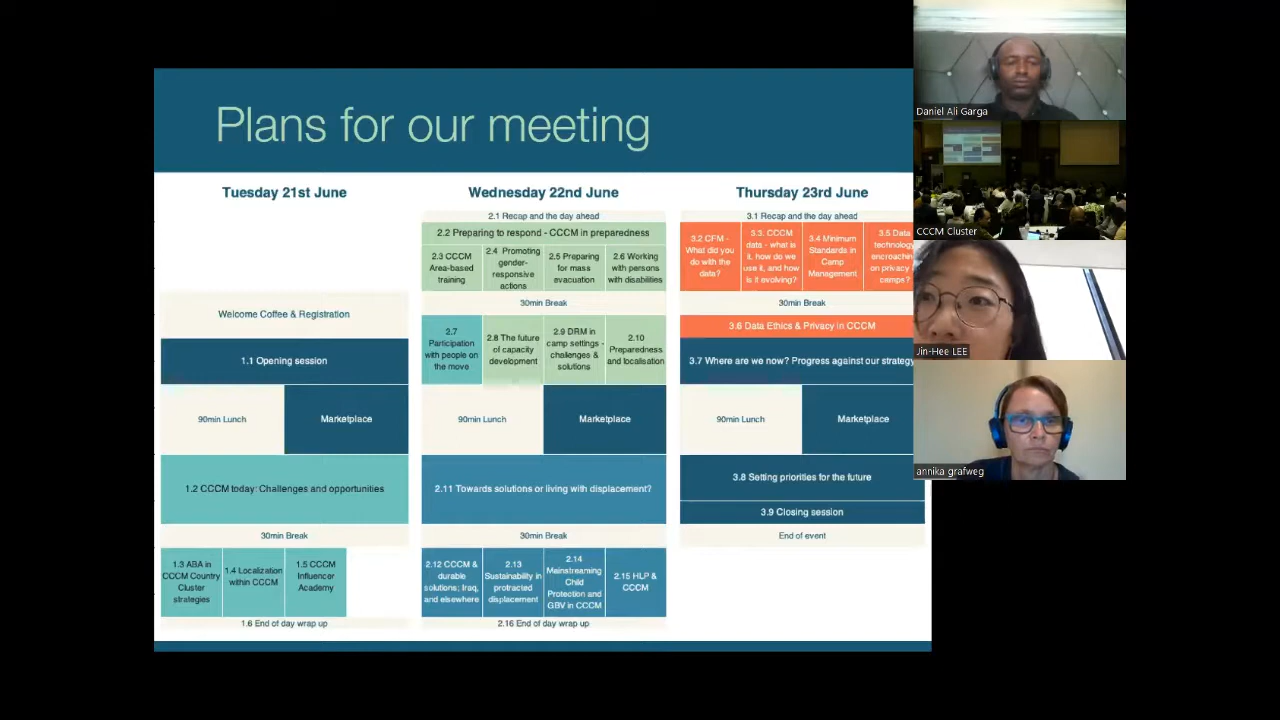 Plans for our meeting
Tuesday 21st June
Welcome Coffee & Registration
1.1 Opening session
90min Lunch
Marketplace
1.2 CCCM today: Challenges and opportunities
30min Break
1.3 ABA in
CCCM Country
Cluster
strategies
1.4 Localization
within CCCM
1.5 CCCM
Influencer
Academy
1.6 End of day wrap up
Wednesday 22nd June
2.1 Recap and the day ahead
2.2 Preparing to respond - CCCM in preparedness
2.3 CCCM
Area-based
training
2.4 Promoting
gender-
responsive
actions
2.5 Preparing
for mass
evacuation
2.6 Working
with persons
with disabilities
30min Break
2.7
Participation
with people on
the move
2.8 The future
of capacity
development
2.9 DRM in
camp settings -
challenges &
solutions
2.10
Preparedness
and localisation
90min Lunch
Marketplace
2.11 Towards solutions or living with displacement?
30min Break
2.12 CCCM &
durable
solutions; Iraq,
and elsewhere
2.13
Sustainability in
protracted
displacement
2.14
Mainstreaming
Child
Protection and
GBV in CCCM
2.15 HLP &
CCCM
2.16 End of day wrap up
Thursday 23rd June
3.1 Recap and the day ahead
3.2 CFM -
What did you
do with the
data?
3.3. CCCM
data - what is
it, how do we
use it, and how
is it evolving?
3.4 Minimum
Standards in
Camp
Management
3.5 Data
technology
encroaching
on privacy
camps?
30min Break
3.6 Data Ethics & Privacy in CCCM
3.7 Where are we now? Progress against our strategy
90min Lunch
Marketplace
3.8 Setting priorities for the future
3.9 Closing session
End of event
Daniel Ali Garga
CCCM Cluster
Jin-Hee LEE
annika grafweg